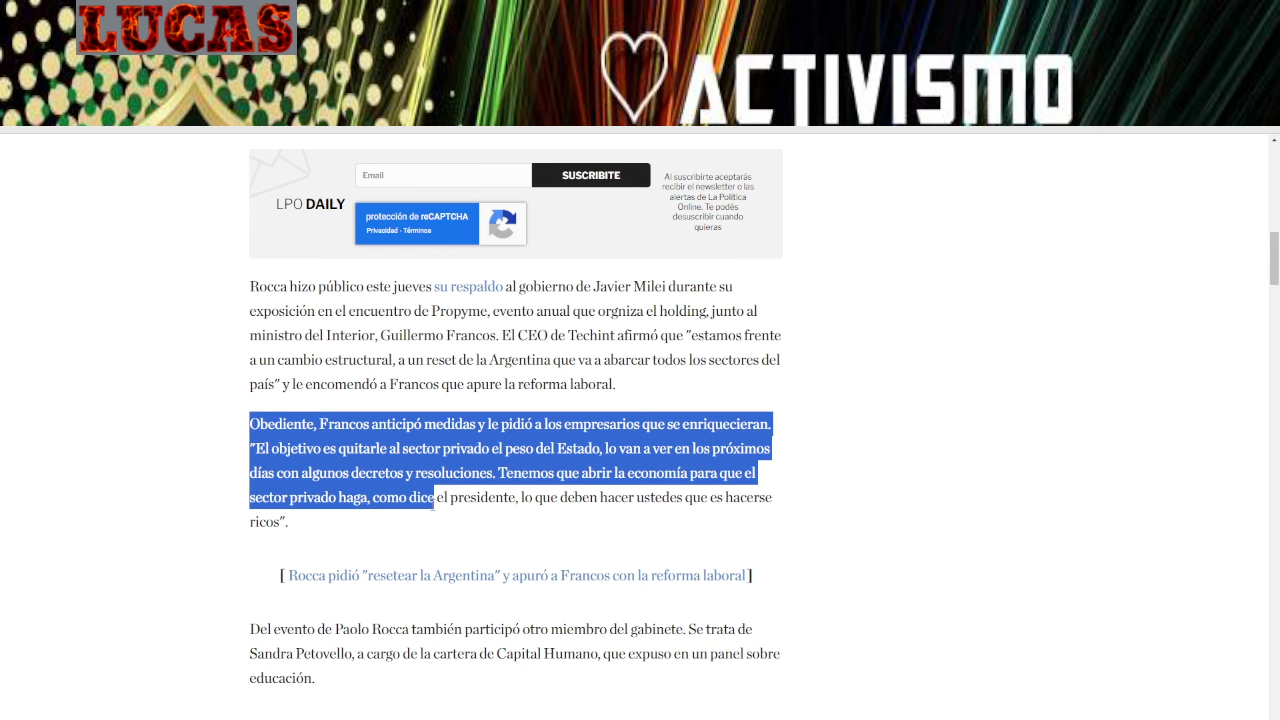 LUCAS
ACTIVISMO
LPO DAILY
Email
SUSCRIBITE
protección de reCAPTCHA
Privacidad - Términos
Al suscribirte aceptarás
recibir el newsletter o las
alertas de La Politica
Online. Te podés
desuscribir cuando
quieras
Rocca hizo público este jueves su respaldo al gobierno de Javier Milei durante su
exposición en el encuentro de Propyme, evento anual que orgniza el holding, junto al
ministro del Interior, Guillermo Francos. El CEO de Techint afirmó que "estamos frente
a un cambio estructural, a un reset de la Argentina que va a abarcar todos los sectores del
país" y le encomendó a Francos que apure la reforma laboral.
Obediente, Francos anticipó medidas y le pidió a los empresarios que se enriquecieran.
"El objetivo es quitarle al sector privado el peso del Estado, lo van a ver en los próximos
días con algunos decretos y resoluciones. Tenemos que abrir la economía para que el
sector privado haga, como dice el presidente, lo que deben hacer ustedes que es hacerse
ricos".
[ Rocca pidió "resetear la Argentina" y apuró a Francos con la reforma laboral ]
Del evento de Paolo Rocca también participó otro miembro del gabinete. Se trata de
Sandra Petovello, a cargo de la cartera de Capital Humano, que expuso en un panel sobre
educación.